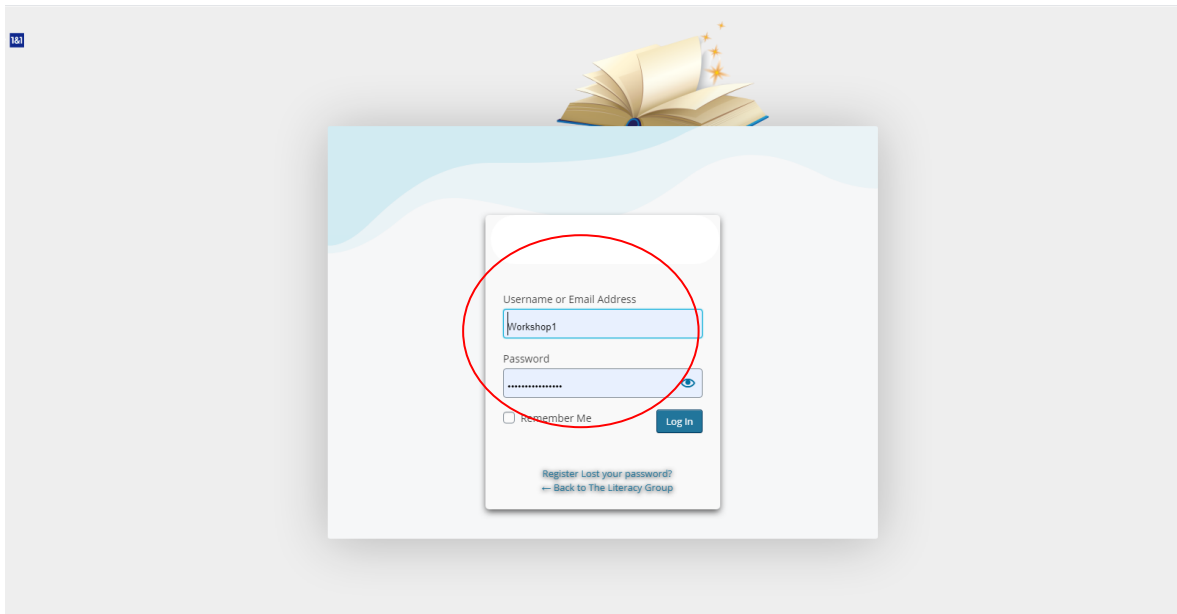 1&1
Username or Email Address
Workshop1
Password
Remember Me
Log In
Register Lost your password?
← Back to The Literacy Group